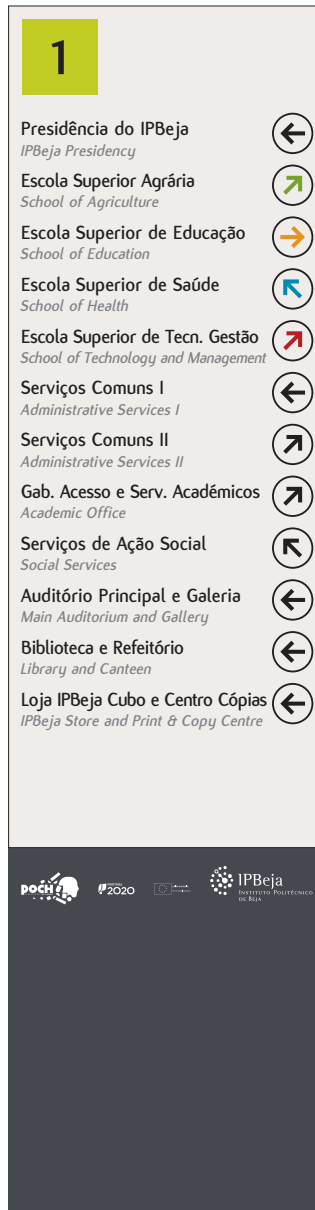 1
Presidência do IPBeja
IPBeja Presidency
Escola Superior Agrária
School of Agriculture
Escola Superior de Educação
School of Education
Escola Superior de Saúde
School of Health
Escola Superior de Tecn. Gestão
School of Technology and Management
Serviços Comuns I
Administrative Services I
Serviços Comuns II
Administrative Services II
Gab. Acesso e Serv. Académicos
Academic Office
Serviços de Ação Social
Social Services
Auditório Principal e Galeria
Main Auditorium and Gallery
Biblioteca e Refeitório
Library and Canteen
Loja IPBeja Cubo e Centro Cópias
IPBeja Store and Print & Copy Centre
POCH
2020
IPBeja
Instituto Politécnico
de Beja